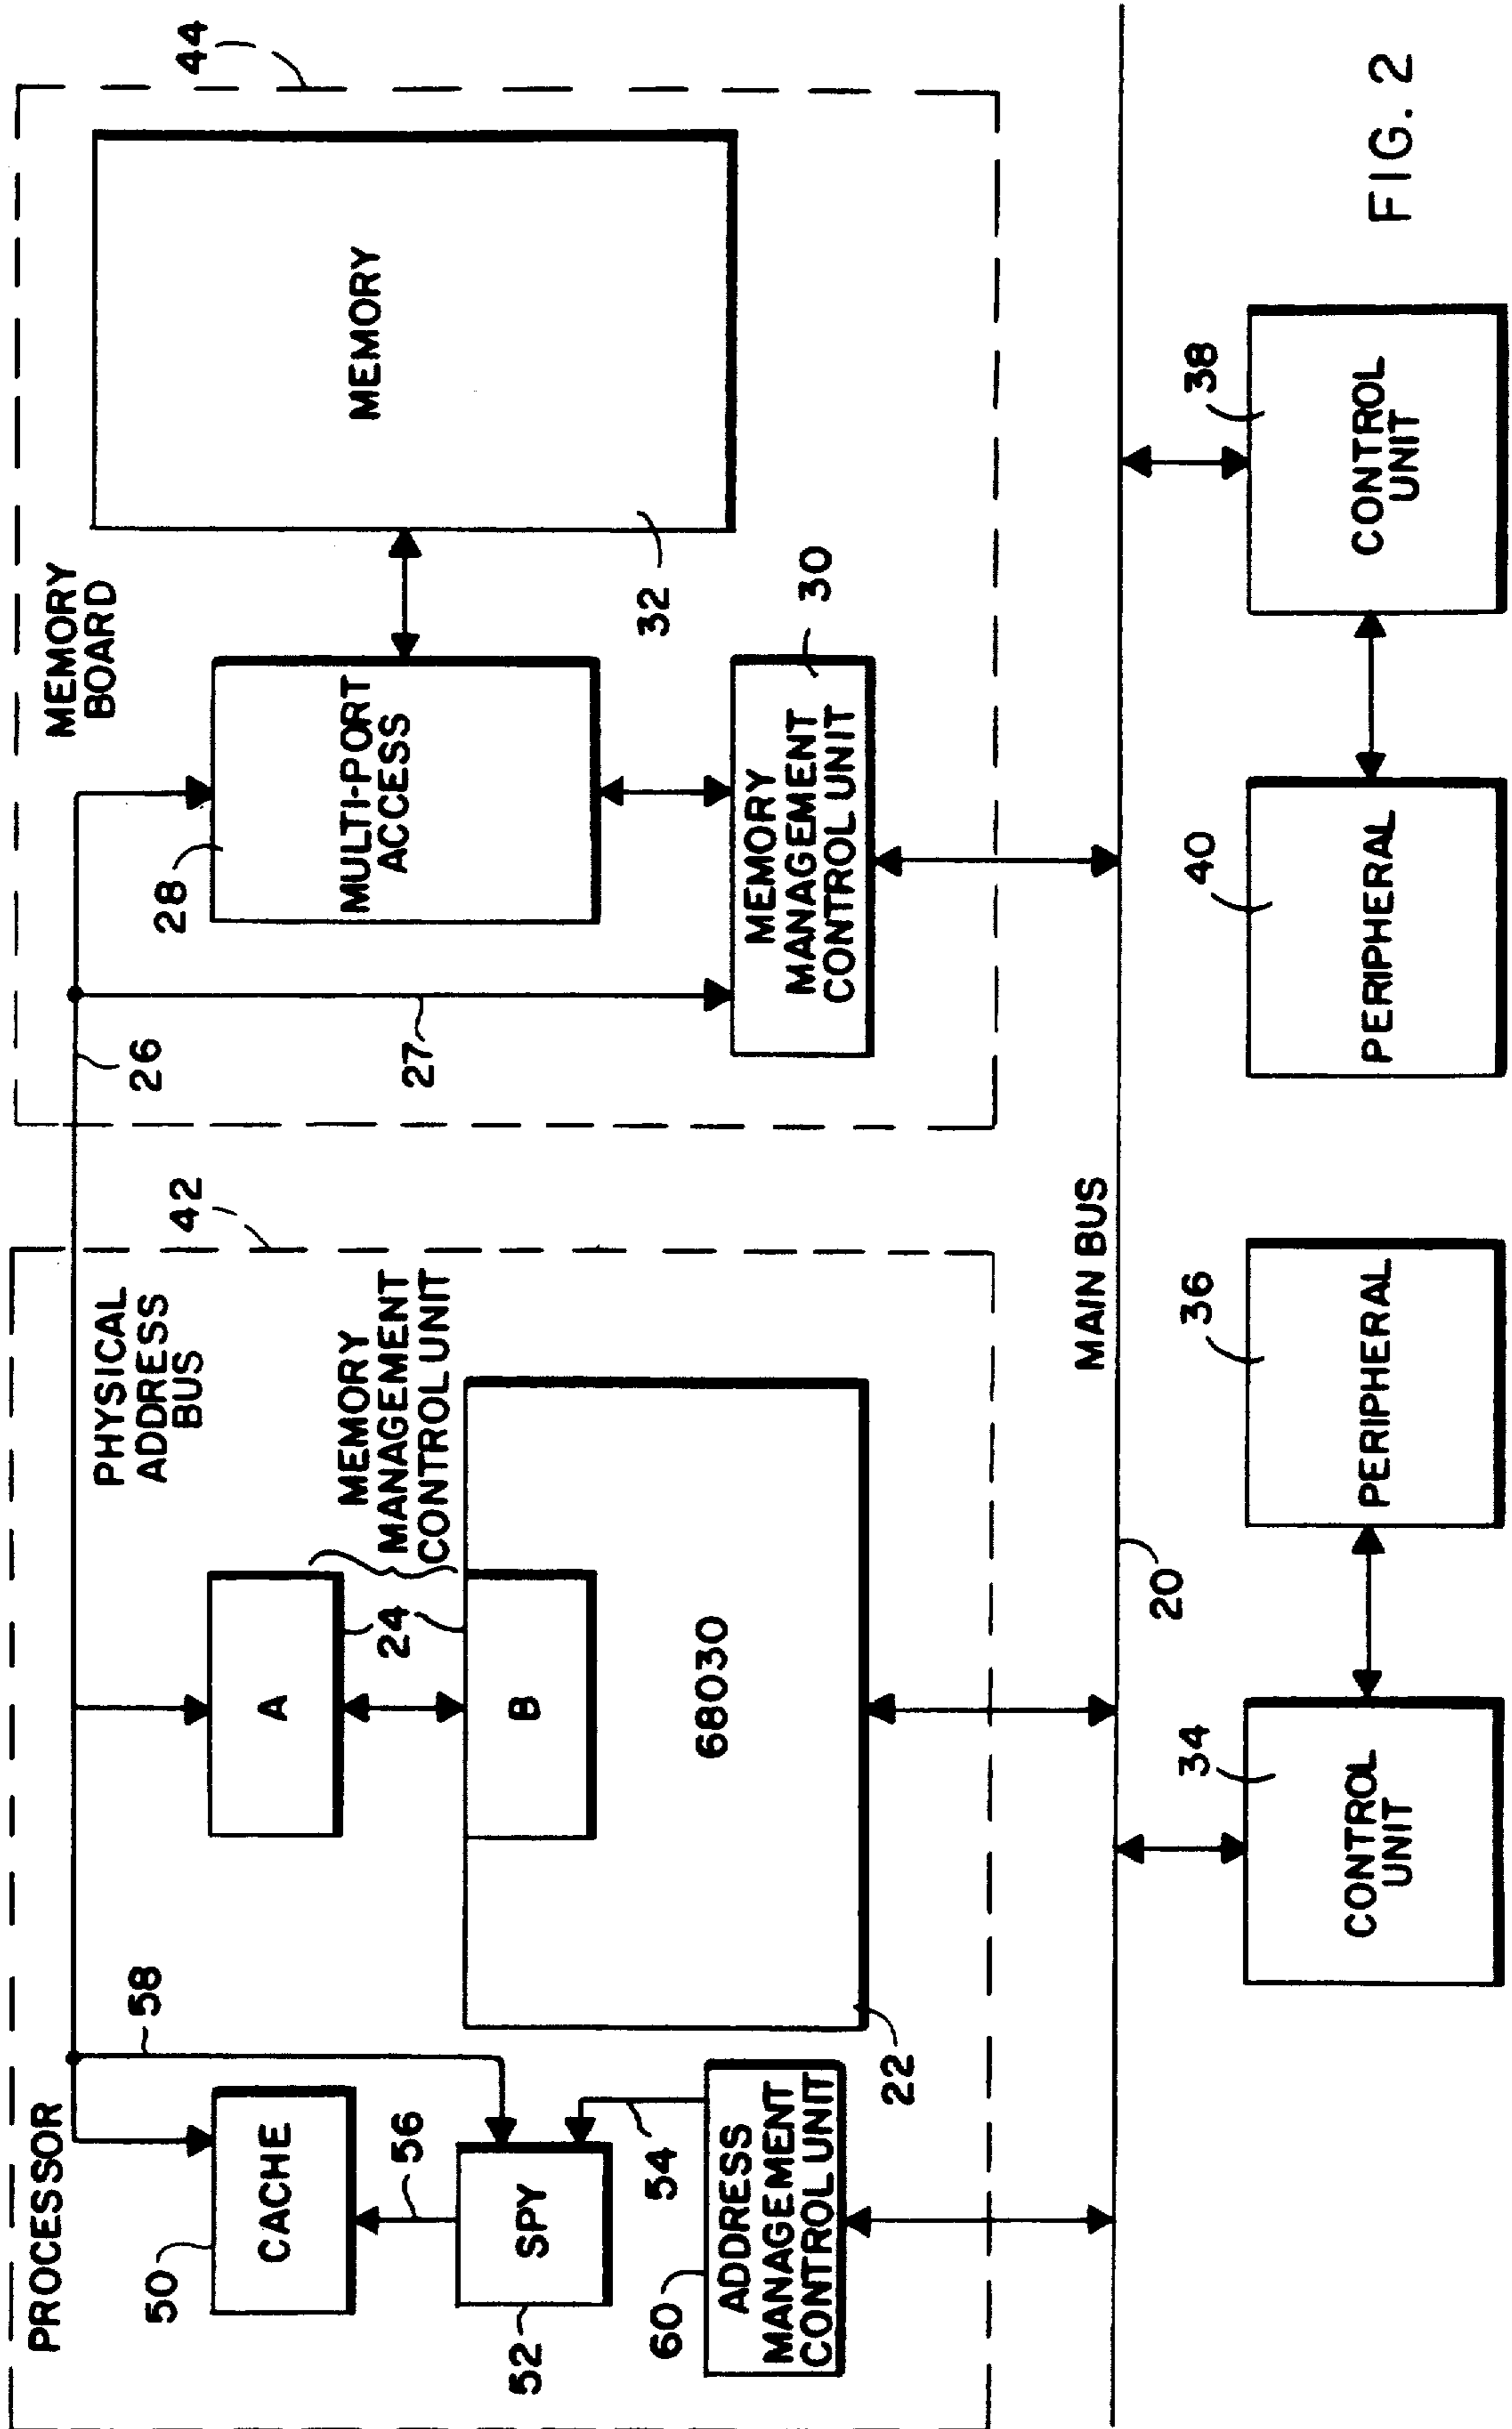 PROCESSOR
50
CACHE
58
56
SPY
52
54
60
ADDRESS
MANAGEMENT
CONTROL UNIT
22
68030
A
B
24
MEMORY
MANAGEMENT
CONTROL UNIT
PHYSICAL
ADDRESS
BUS
42
26
27
MEMORY
BOARD
28
MULTI-PORT
ACCESS
MEMORY
32
44
30
MEMORY
MANAGEMENT
CONTROL UNIT
MAIN BUS
20
34
CONTROL
UNIT
36
PERIPHERAL
40
PERIPHERAL
38
CONTROL
UNIT
FIG. 2